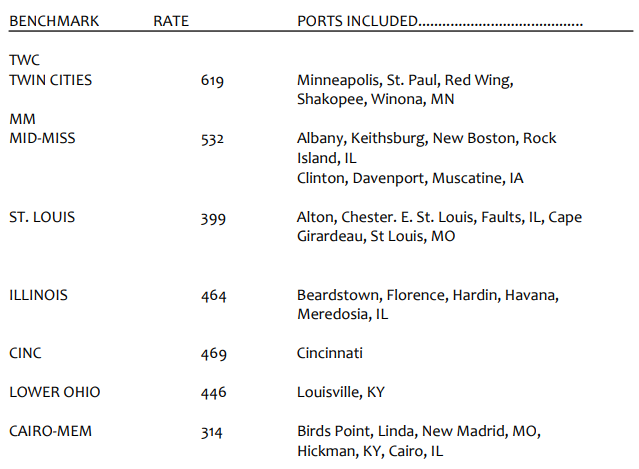 BENCHMARK RATE PORTS INCLUDED.........................................
TWC
TWIN CITIES 619 Minneapolis, St. Paul, Red Wing,
Shakopee, Winona, MN
MM
MID-MISS 532 Albany, Keithsburg, New Boston, Rock
Island, IL
Clinton, Davenport, Muscatine, IA
ST. LOUIS 399 Alton, Chester. E. St. Louis, Faults, IL, Cape
Girardeau, St Louis, MO
ILLINOIS 464 Beardstown, Florence, Hardin, Havana,
Meredosia, IL
CINC 469 Cincinnati
LOWER OHIO 446 Louisville, KY
CAIRO-MEM 314 Birds Point, Linda, New Madrid, MO,
Hickman, KY, Cairo, IL